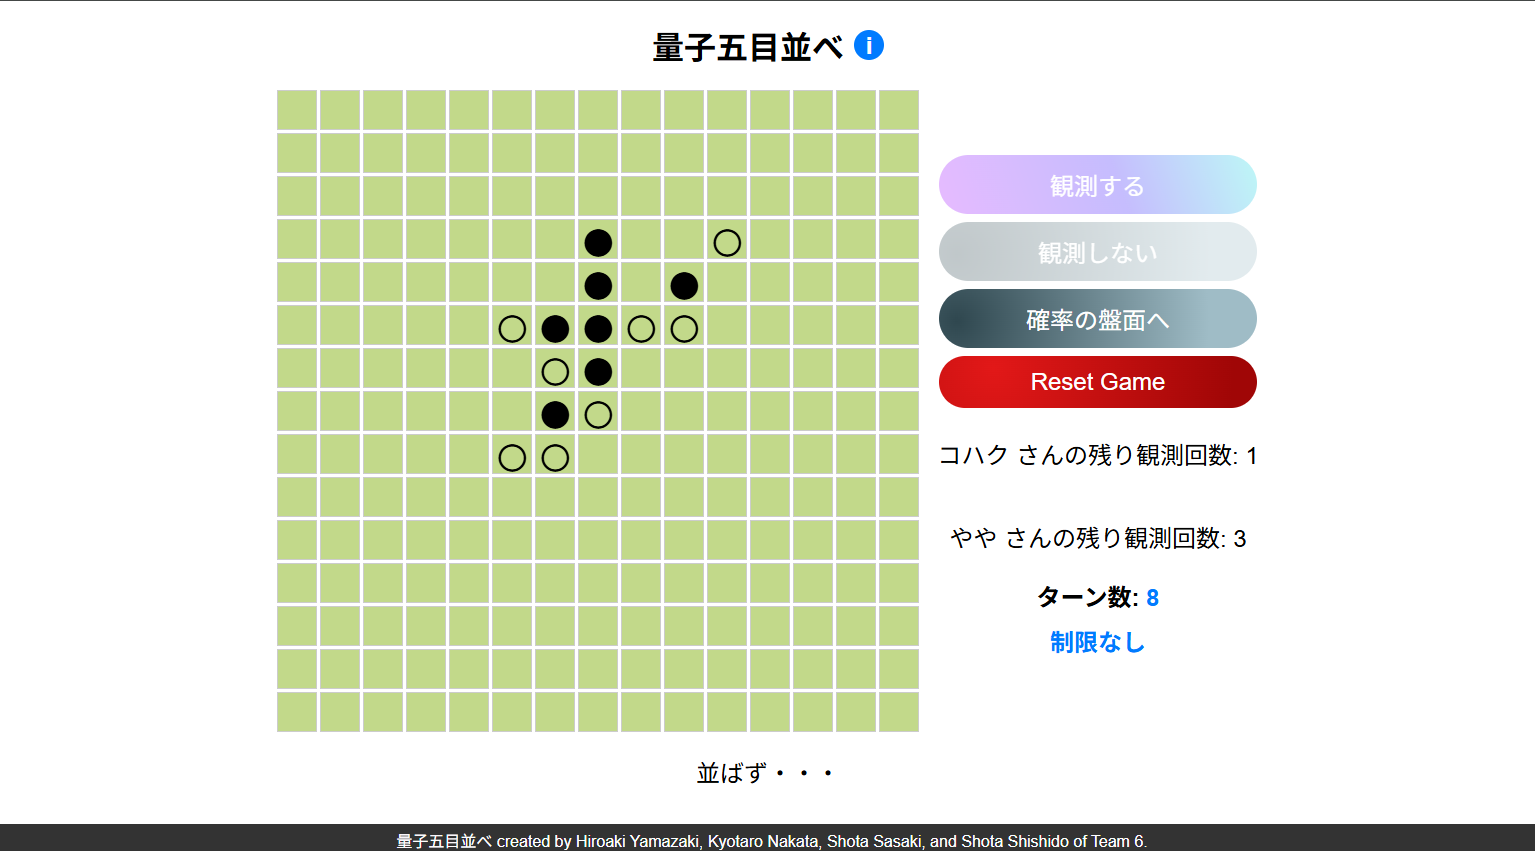 量子五目並べ i
観測する
観測しない
確率の盤面へ
Reset Game
コハク さんの残り観測回数: 1
やや さんの残り観測回数: 3
ターン数: 8
制限なし
並ばず・・・
量子五目並べ created by Hiroaki Yamazaki, Kyotaro Nakata, Shota Sasaki, and Shota Shishido of Team 6.